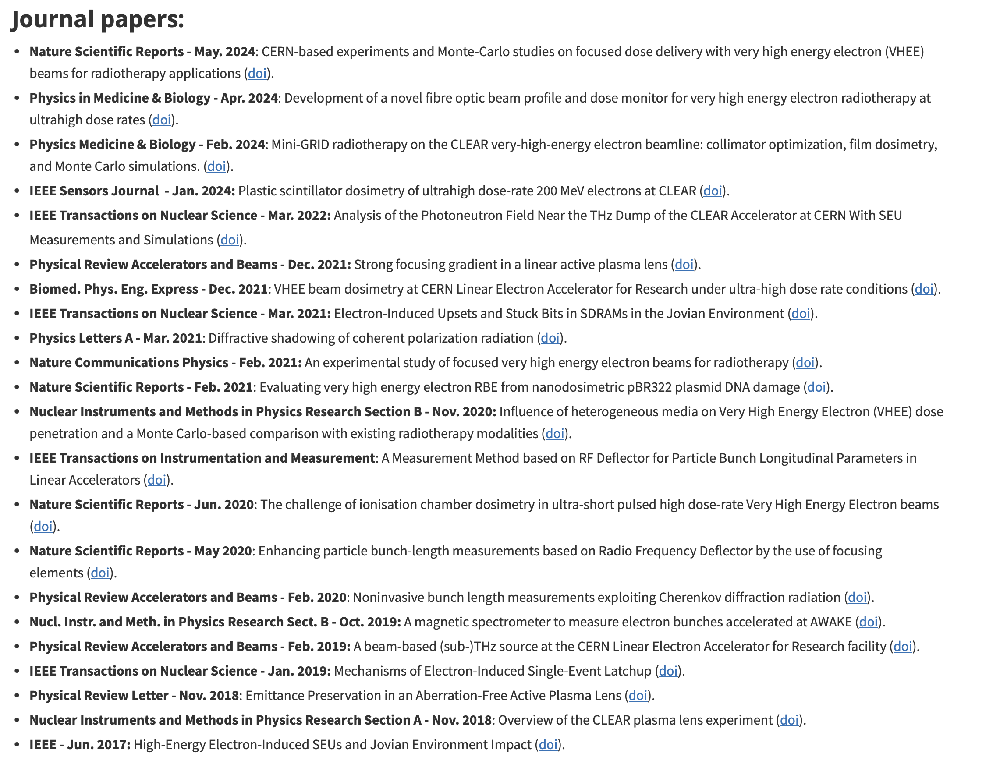 Journal papers:
• Nature Scientific Reports - May. 2024: CERN-based experiments and Monte-Carlo studies on focused dose delivery with very high energy electron (VHEE)
beams for radiotherapy applications (doi).
• Physics in Medicine & Biology - Apr. 2024: Development of a novel fibre optic beam profile and dose monitor for very high energy electron radiotherapy at
ultrahigh dose rates (doi).
• Physics Medicine & Biology - Feb. 2024: Mini-GRID radiotherapy on the CLEAR very-high-energy electron beamline: collimator optimization, film dosimetry,
and Monte Carlo simulations. (doi).
• IEEE Sensors Journal  - Jan. 2024: Plastic scintillator dosimetry of ultrahigh dose-rate 200 MeV electrons at CLEAR (doi).
• IEEE Transactions on Nuclear Science - Mar. 2022: Analysis of the Photoneutron Field Near the THz Dump of the CLEAR Accelerator at CERN With SEU
Measurements and Simulations (doi).
• Physical Review Accelerators and Beams - Dec. 2021: Strong focusing gradient in a linear active plasma lens (doi).
• Biomed. Phys. Eng. Express - Dec. 2021: VHEE beam dosimetry at CERN Linear Electron Accelerator for Research under ultra-high dose rate conditions (doi).
• IEEE Transactions on Nuclear Science - Mar. 2021: Electron-Induced Upsets and Stuck Bits in SDRAMs in the Jovian Environment (doi).
• Physics Letters A - Mar. 2021: Diffractive shadowing of coherent polarization radiation (doi).
• Nature Communications Physics - Feb. 2021: An experimental study of focused very high energy electron beams for radiotherapy (doi).
• Nature Scientific Reports - Feb. 2021: Evaluating very high energy electron RBE from nanodosimetric pBR322 plasmid DNA damage (doi).
• Nuclear Instruments and Methods in Physics Research Section B - Nov. 2020: Influence of heterogeneous media on Very High Energy Electron (VHEE) dose
penetration and a Monte Carlo-based comparison with existing radiotherapy modalities (doi).
• IEEE Transactions on Instrumentation and Measurement: A Measurement Method based on RF Deflector for Particle Bunch Longitudinal Parameters in
Linear Accelerators (doi).
• Nature Scientific Reports - Jun. 2020: The challenge of ionisation chamber dosimetry in ultra-short pulsed high dose-rate Very High Energy Electron beams
(doi).
• Nature Scientific Reports - May 2020: Enhancing particle bunch-length measurements based on Radio Frequency Deflector by the use of focusing
elements (doi).
• Physical Review Accelerators and Beams - Feb. 2020: Noninvasive bunch length measurements exploiting Cherenkov diffraction radiation (doi).
• Nucl. Instr. and Meth. in Physics Research Sect. B - Oct. 2019: A magnetic spectrometer to measure electron bunches accelerated at AWAKE (doi).
• Physical Review Accelerators and Beams - Feb. 2019: A beam-based (sub-)THz source at the CERN Linear Electron Accelerator for Research facility (doi).
• IEEE Transactions on Nuclear Science - Jan. 2019: Mechanisms of Electron-Induced Single-Event Latchup (doi).
• Physical Review Letter - Nov. 2018: Emittance Preservation in an Aberration-Free Active Plasma Lens (doi).
• Nuclear Instruments and Methods in Physics Research Section A - Nov. 2018: Overview of the CLEAR plasma lens experiment (doi).
• IEEE - Jun. 2017: High-Energy Electron-Induced SEUs and Jovian Environment Impact (doi).